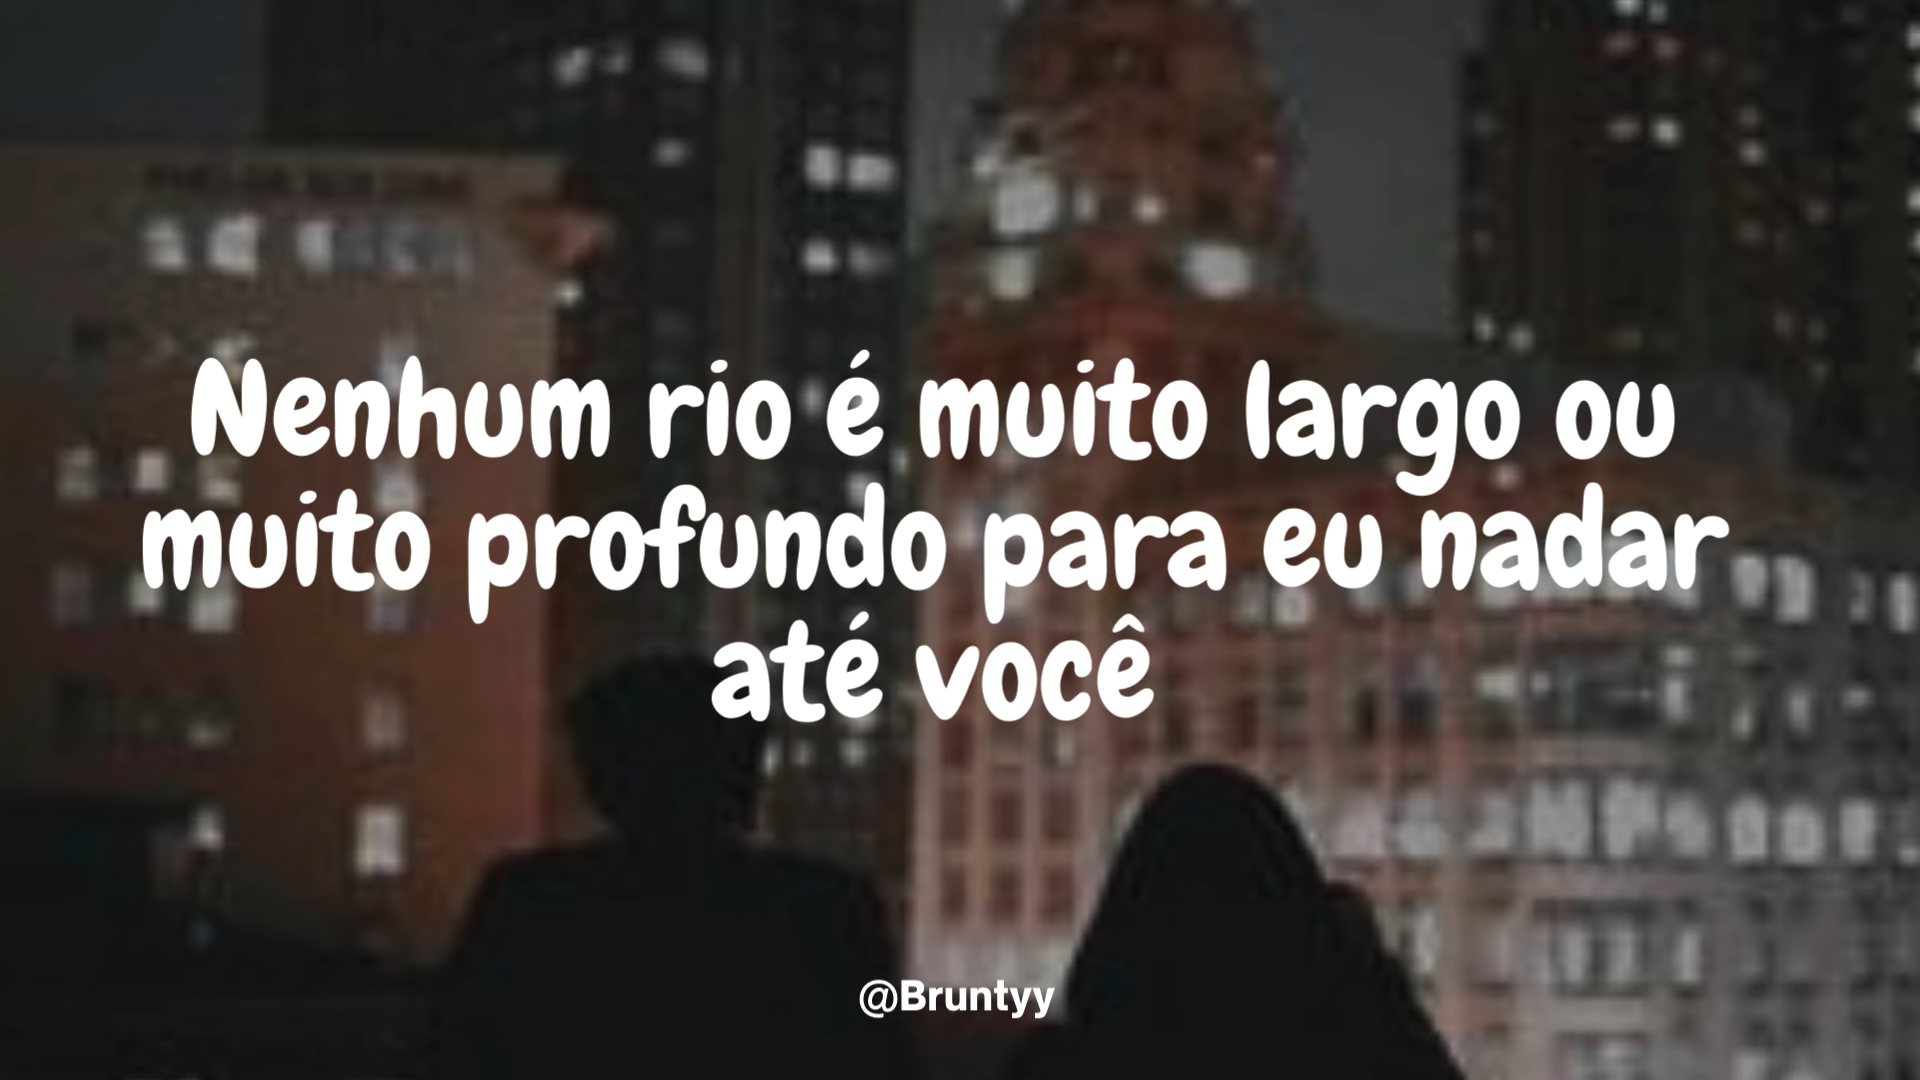 Nenhum rio é muito largo ou
muito profundo para eu nadar
até você
@Bruntyy